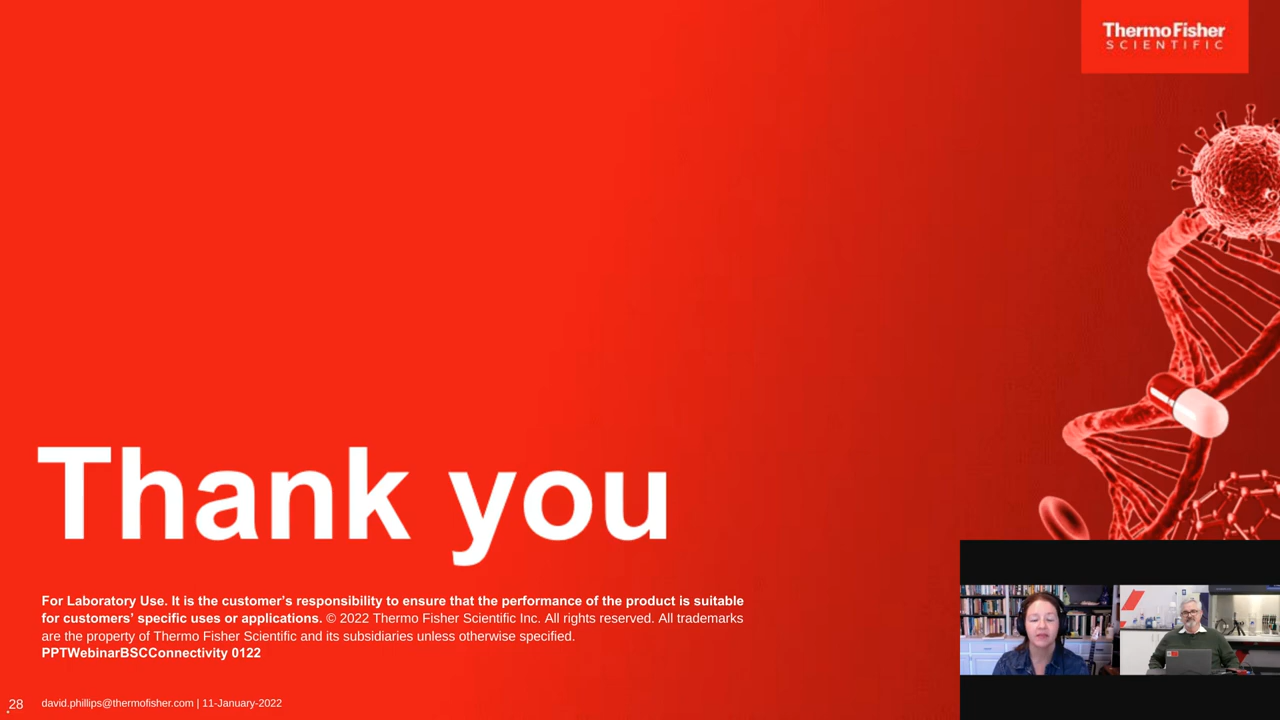 ThermoFisher
SCIENTIFIC
Thank you
For Laboratory Use. It is the customer’s responsibility to ensure that the performance of the product is suitable
for customers’ specific uses or applications. © 2022 Thermo Fisher Scientific Inc. All rights reserved. All trademarks
are the property of Thermo Fisher Scientific and its subsidiaries unless otherwise specified.
PPTWebinarBSCConnectivity 0122
28 david.phillips@thermofisher.com | 11-January-2022